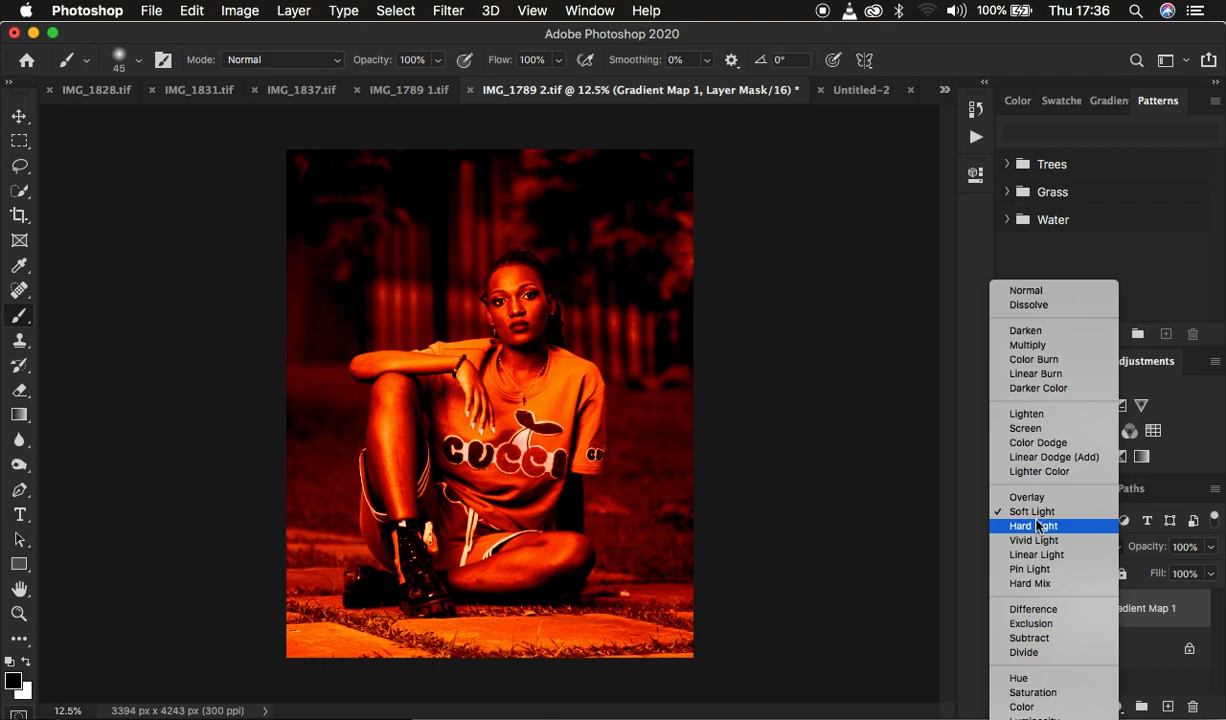 Photoshop File Edit Image Layer Type Select Filter 3D View Window Help 100% Thu 17:36
Adobe Photoshop 2020
45 Mode: Normal Opacity: 100% Flow: 100% Smoothing: 0% 0°
IMG_1828.tif IMG_1831.tif IMG_1837.tif IMG_1789 1.tif IMG_1789 2.tif @ 12.5% (Gradient Map 1, Layer Mask/16) * Untitled-2
Color Swatche Gradien Patterns
Trees
Grass
Water
Normal
Dissolve
Darken
Multiply
Color Burn
Linear Burn
Darker Color
Lighten
Screen
Color Dodge
Linear Dodge (Add)
Lighter Color
Overlay
Soft Light
Hard Light
Vivid Light
Linear Light
Pin Light
Hard Mix
Difference
Exclusion
Subtract
Divide
Hue
Saturation
Color
Luminosity
djustments
Paths
Opacity: 100%
Fill: 100%
adient Map 1
CUCCI
CU
12.5% 3394 px x 4243 px (300 ppi)